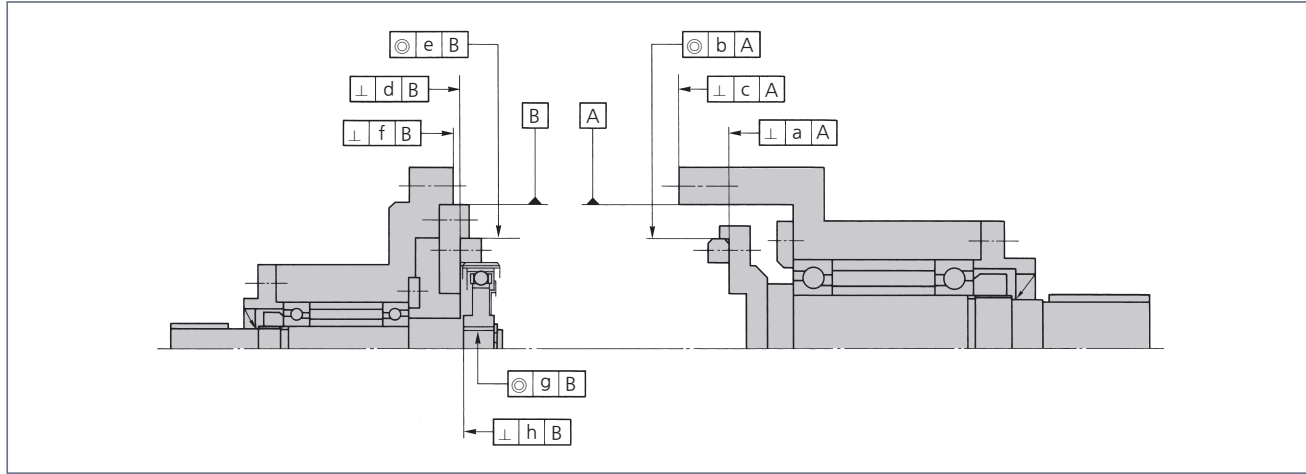 ◎ e B
◎ b A
⊥ d B
⊥ c A
B
A
⊥ f B
⊥ a A
◎ g B
⊥ h B